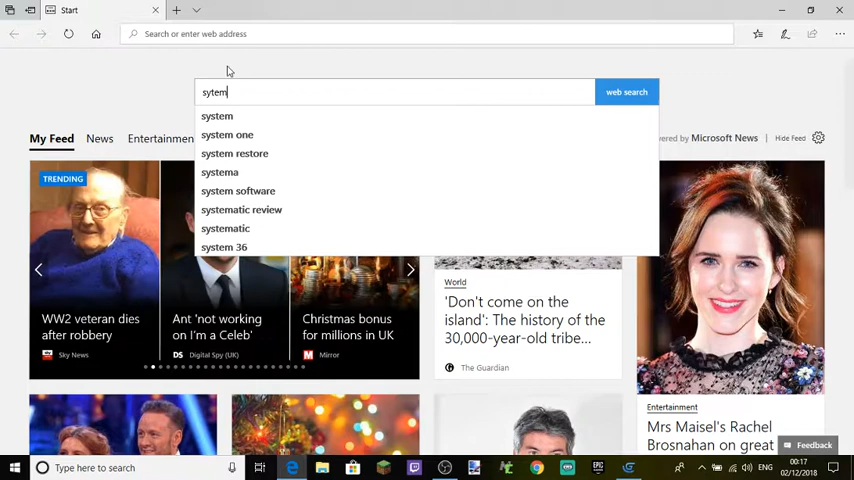 Start
Search or enter web address
sytem
web search
system
system one
system restore
systema
system software
systematic review
systematic
system 36
My Feed
News
Entertainmen
wered by Microsoft News
Hide Feed
TRENDING
WW2 veteran dies
after robbery
Sky News
Ant 'not working
on I'm a Celeb'
DS
Digital Spy (UK)
Christmas bonus
for millions in UK
M
Mirror
World
'Don't come on the
island': The history of the
30,000-year-old tribe...
The Guardian
Entertainment
Mrs Maisel's Rachel
Brosnahan on great
Feedback
Type here to search
EPIC
ENG
00:17
02/12/2018